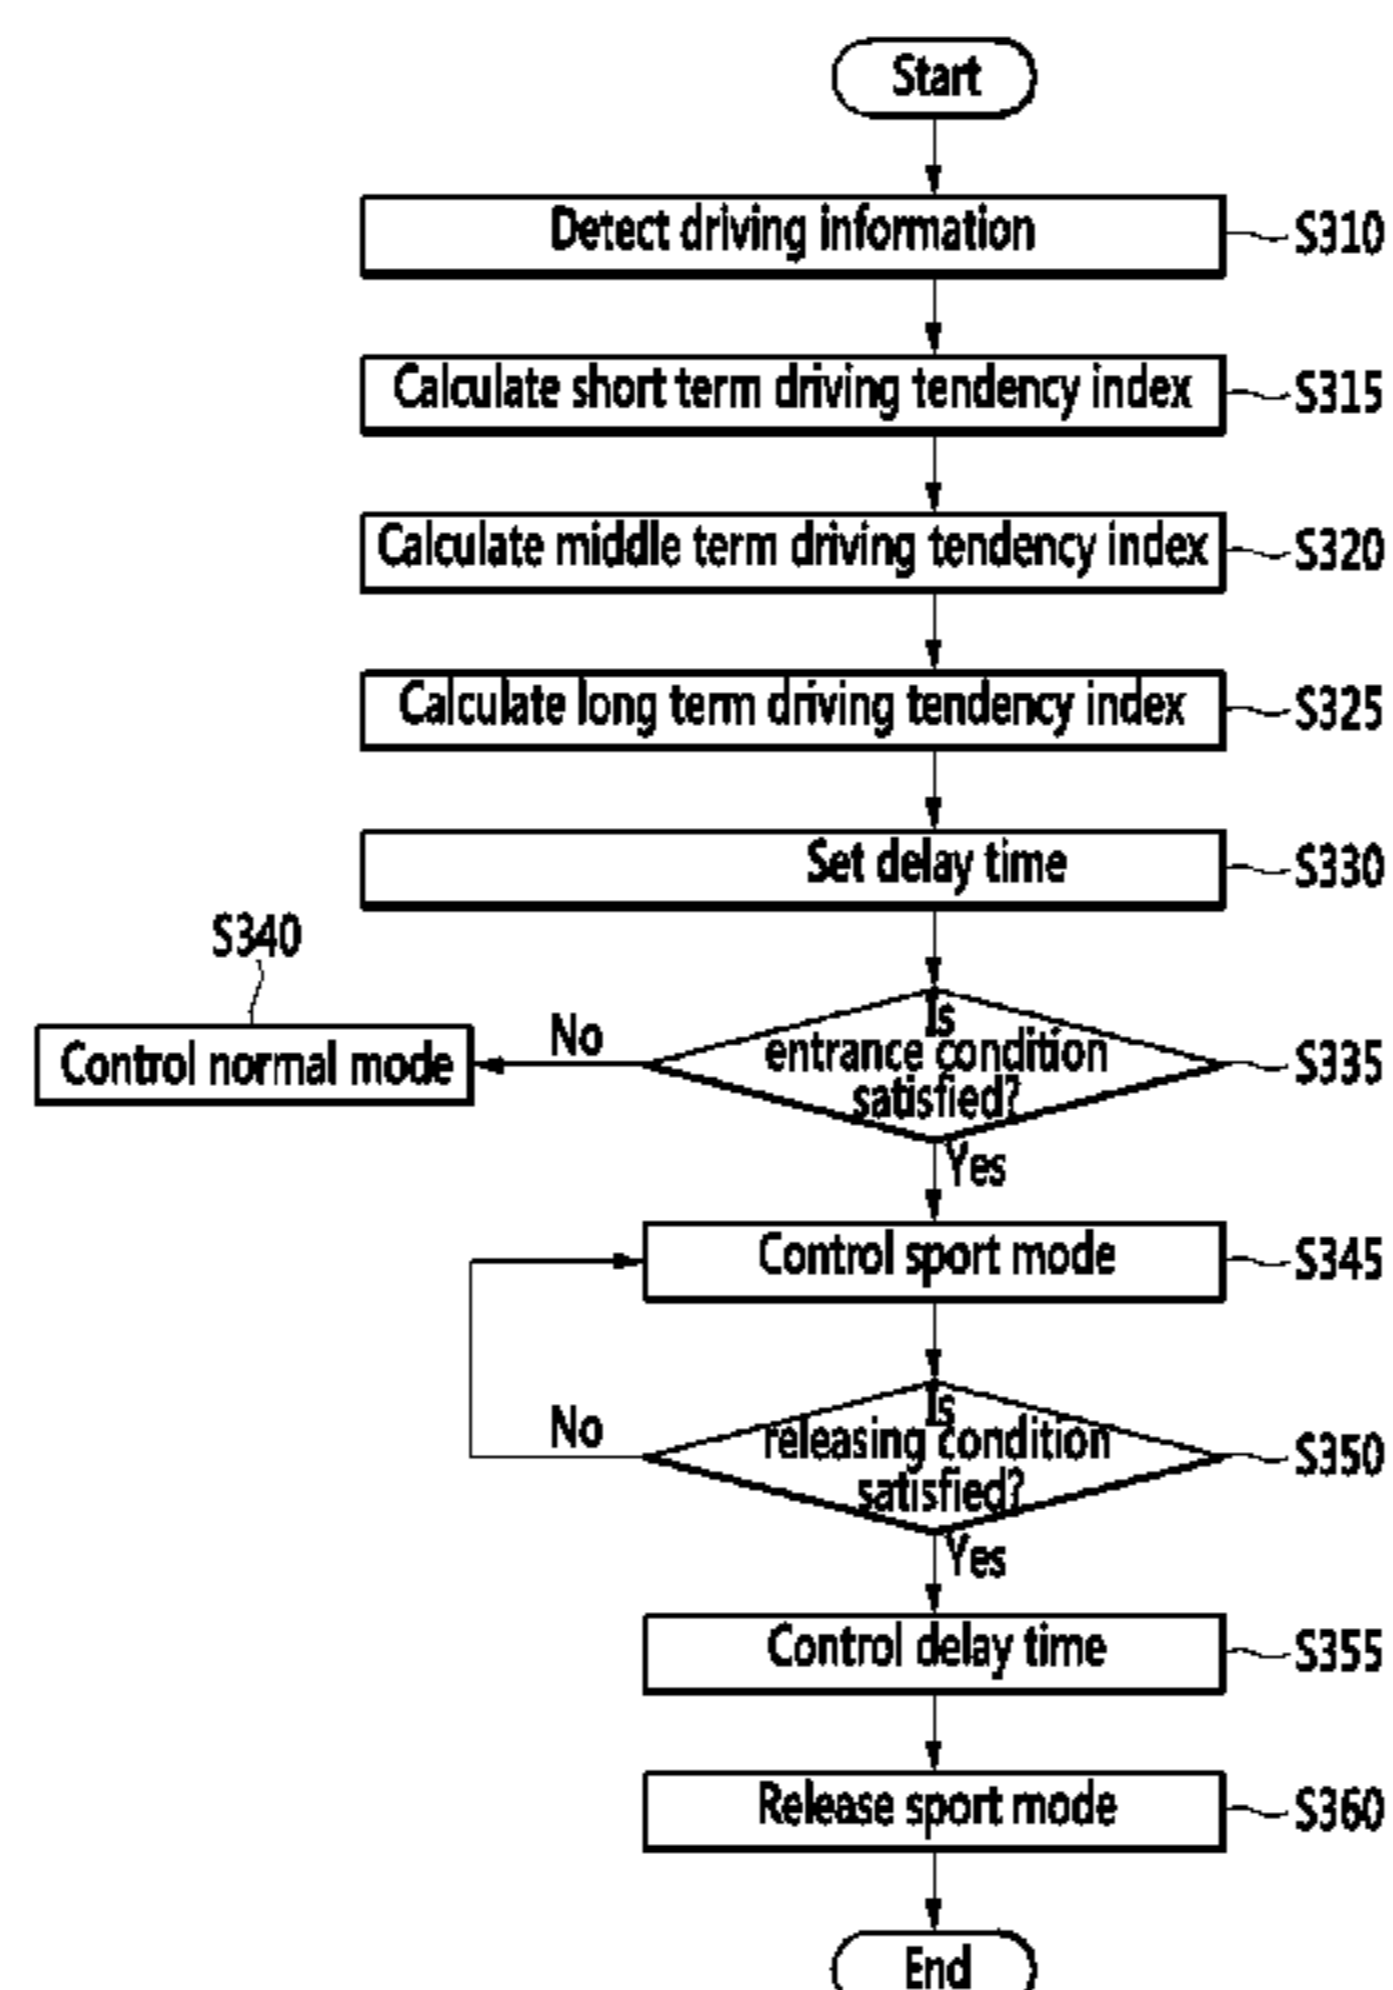 Start
Detect driving information
S310
Calculate short term driving tendency index
S315
Calculate middle term driving tendency index
S320
Calculate long term driving tendency index
S325
Set delay time
S330
S340
Control normal mode
No
Is
entrance condition
satisfied?
S335
Yes
Control sport mode
S345
No
Is
releasing condition
satisfied?
S350
Yes
Control delay time
S355
Release sport mode
S360
End